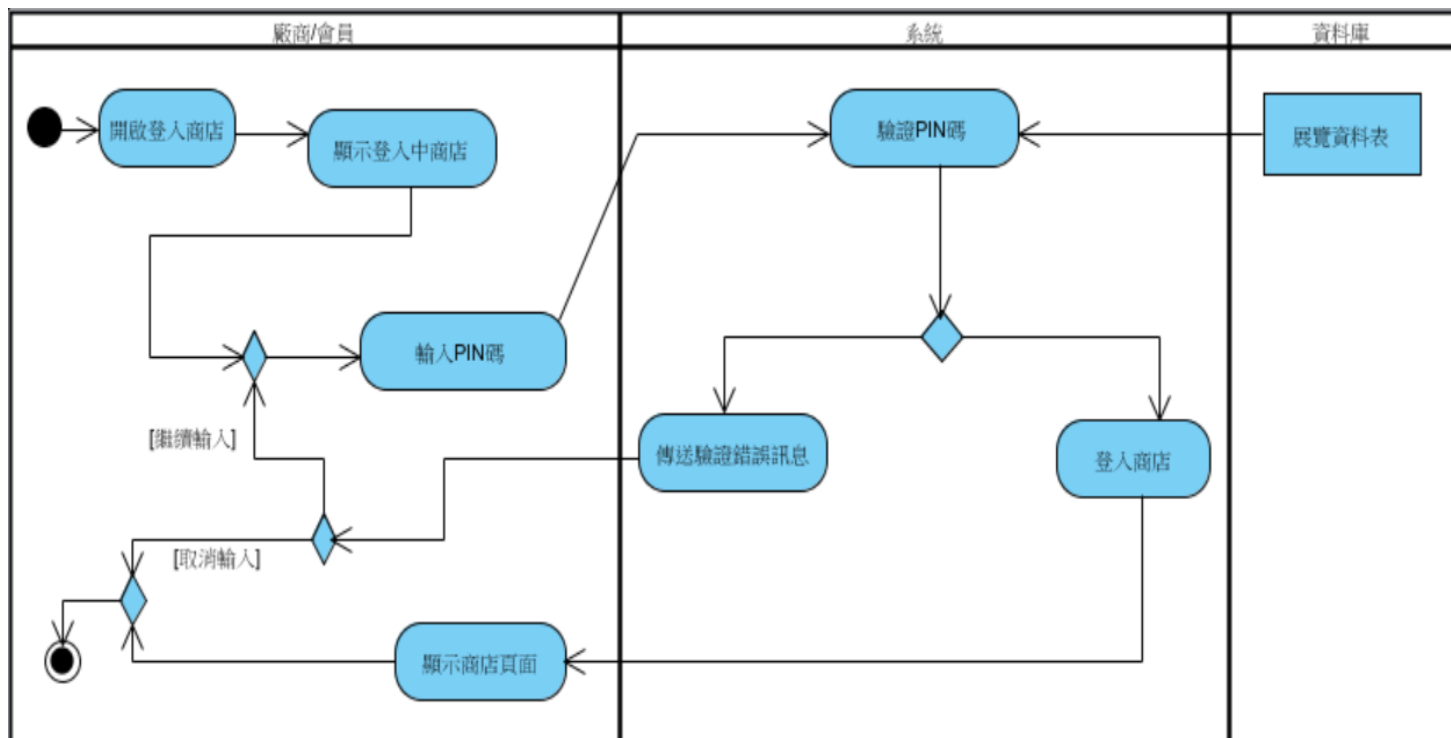 廠商/會員
系統
資料庫
開啟登入商店
顯示登入中商店
驗證PIN碼
展覽資料表
輸入PIN碼
[繼續輸入]
傳送驗證錯誤訊息
登入商店
[取消輸入]
顯示商店頁面